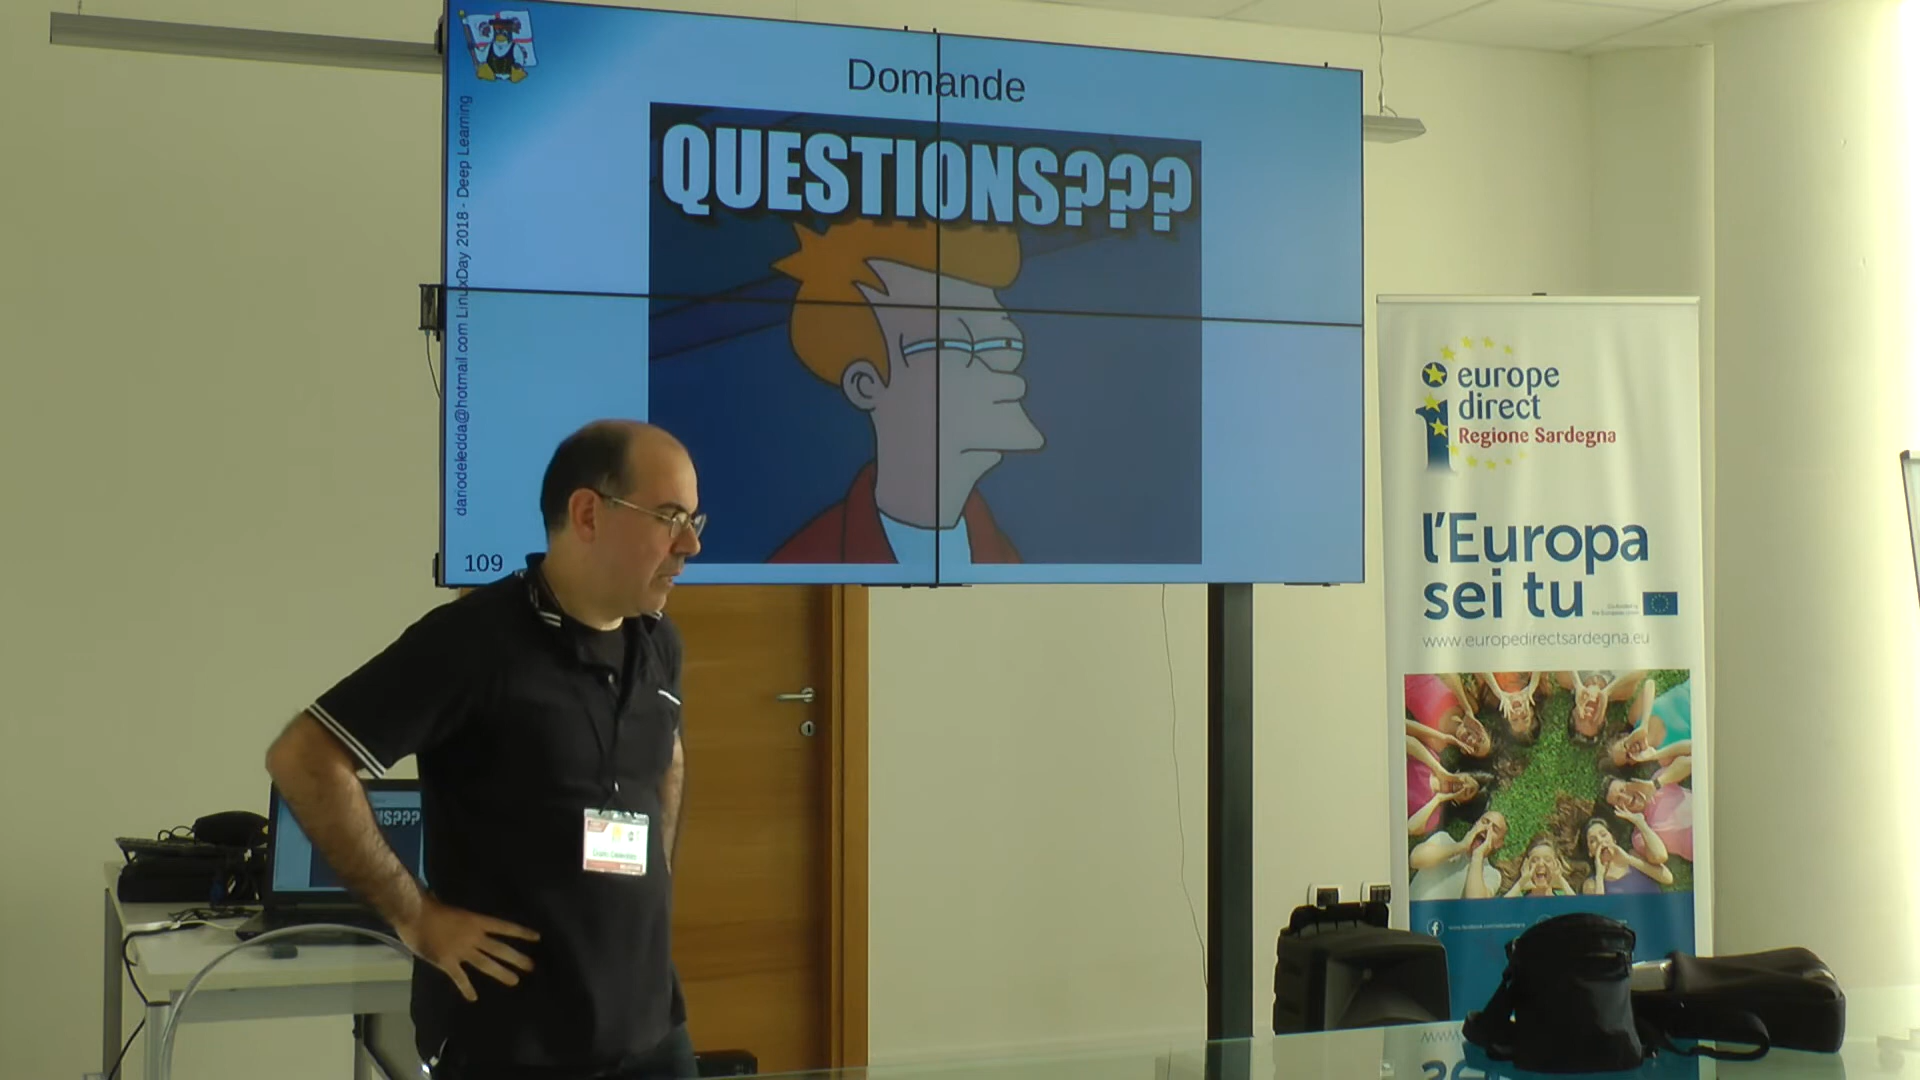 Domande
QUESTIONS???
dariodeledda@hotmail.com LinuxDay 2018 - Deep Learning
109
NS???
europe
direct
Regione Sardegna
l'Europa
sei tu
www.europedirectsardegna.eu